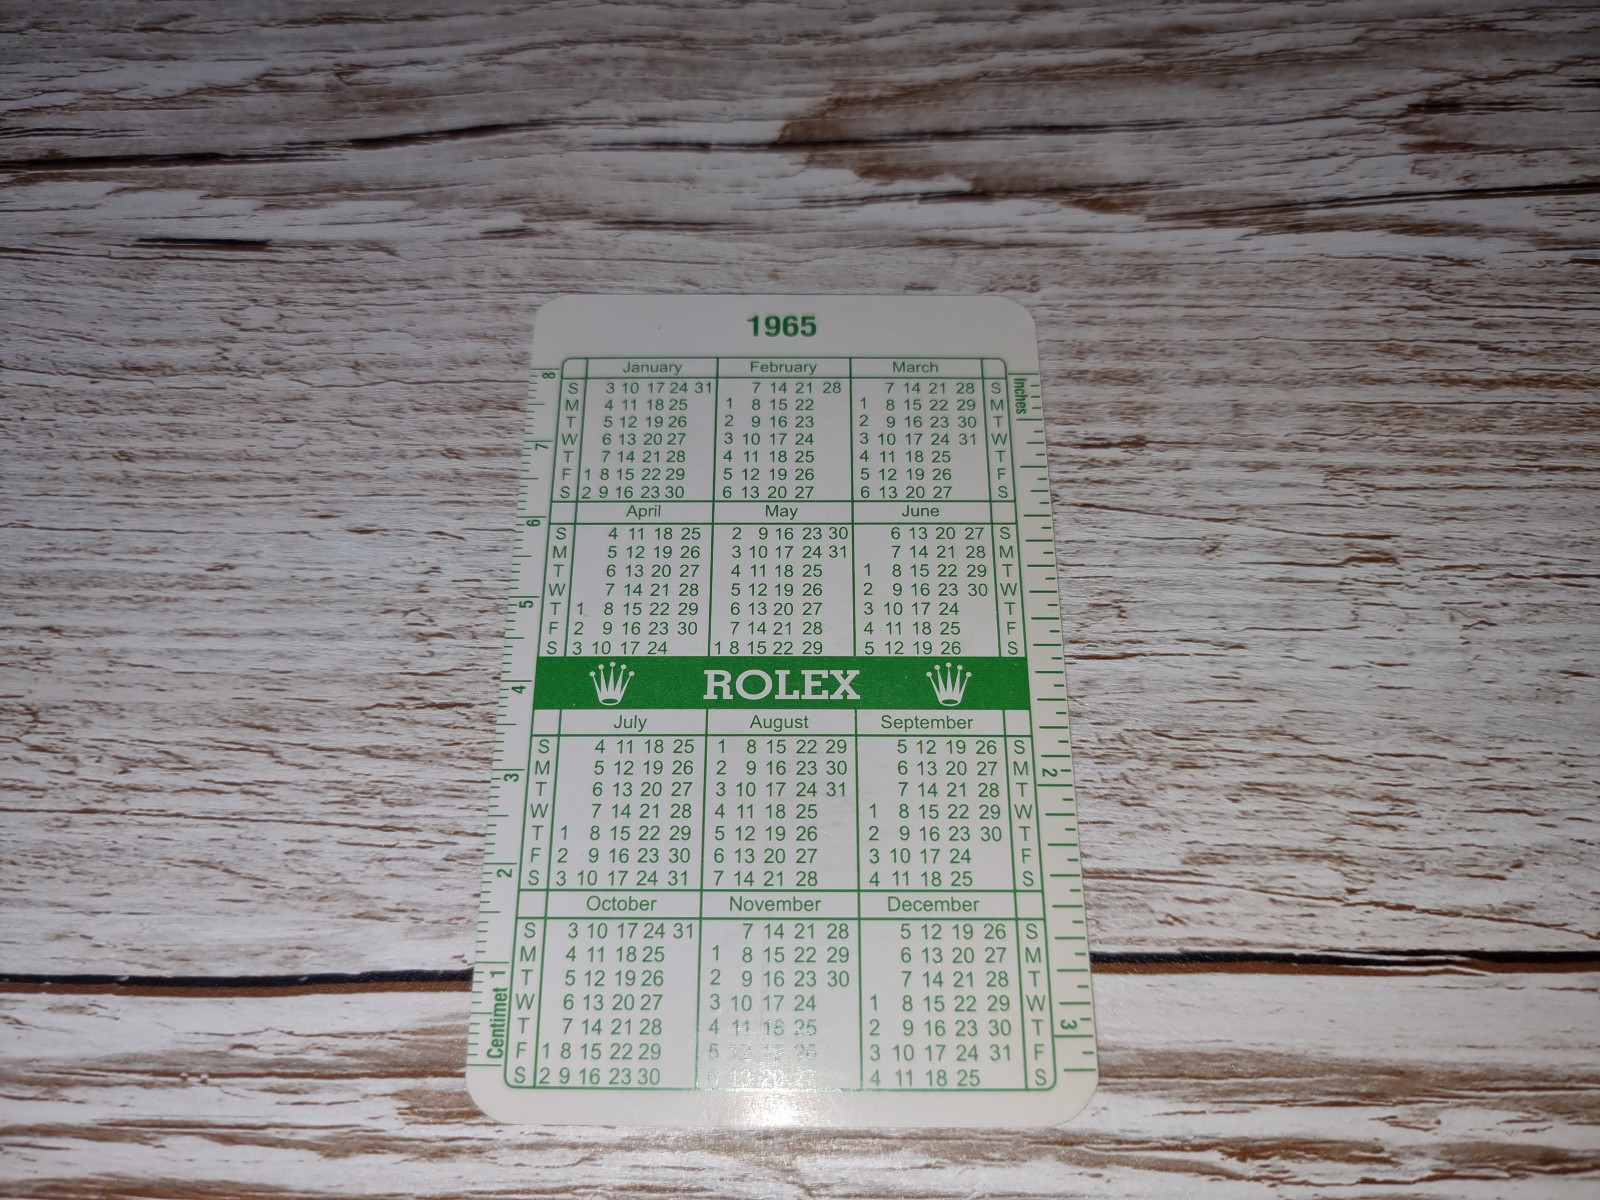 1965
January February March
S 3 10 17 24 31 7 14 21 28 7 14 21 28 S
M 4 11 18 25 1 8 15 22 1 8 15 22 29 M
T 5 12 19 26 2 9 16 23 2 9 16 23 30 T
W 6 13 20 27 3 10 17 24 3 10 17 24 31 W
T 7 14 21 28 4 11 18 25 4 11 18 25 T
F 1 8 15 22 29 5 12 19 26 5 12 19 26 F
S 2 9 16 23 30 6 13 20 27 6 13 20 27 S
April May June
S 4 11 18 25 2 9 16 23 30 6 13 20 27 S
M 5 12 19 26 3 10 17 24 31 7 14 21 28 M
T 6 13 20 27 4 11 18 25 1 8 15 22 29 T
W 7 14 21 28 5 12 19 26 2 9 16 23 30 W
T 1 8 15 22 29 6 13 20 27 3 10 17 24 T
F 2 9 16 23 30 7 14 21 28 4 11 18 25 F
S 3 10 17 24 1 8 15 22 29 5 12 19 26 S
ROLEX
July August September
S 4 11 18 25 1 8 15 22 29 5 12 19 26 S
M 5 12 19 26 2 9 16 23 30 6 13 20 27 M
T 6 13 20 27 3 10 17 24 31 7 14 21 28 T
W 7 14 21 28 4 11 18 25 1 8 15 22 29 W
T 1 8 15 22 29 5 12 19 26 2 9 16 23 30 T
F 2 9 16 23 30 6 13 20 27 3 10 17 24 F
S 3 10 17 24 31 7 14 21 28 4 11 18 25 S
October November December
S 3 10 17 24 31 7 14 21 28 5 12 19 26 S
M 4 11 18 25 1 8 15 22 29 6 13 20 27 M
T 5 12 19 26 2 9 16 23 30 7 14 21 28 T
W 6 13 20 27 3 10 17 24 1 8 15 22 29 W
T 7 14 21 28 4 11 18 25 2 9 16 23 30 T
F 1 8 15 22 29 5 12 19 26 3 10 17 24 31 F
S 2 9 16 23 30 4 11 18 25 S
Centimet 1 2 3 4 5 6 7 8
Inches 2 3